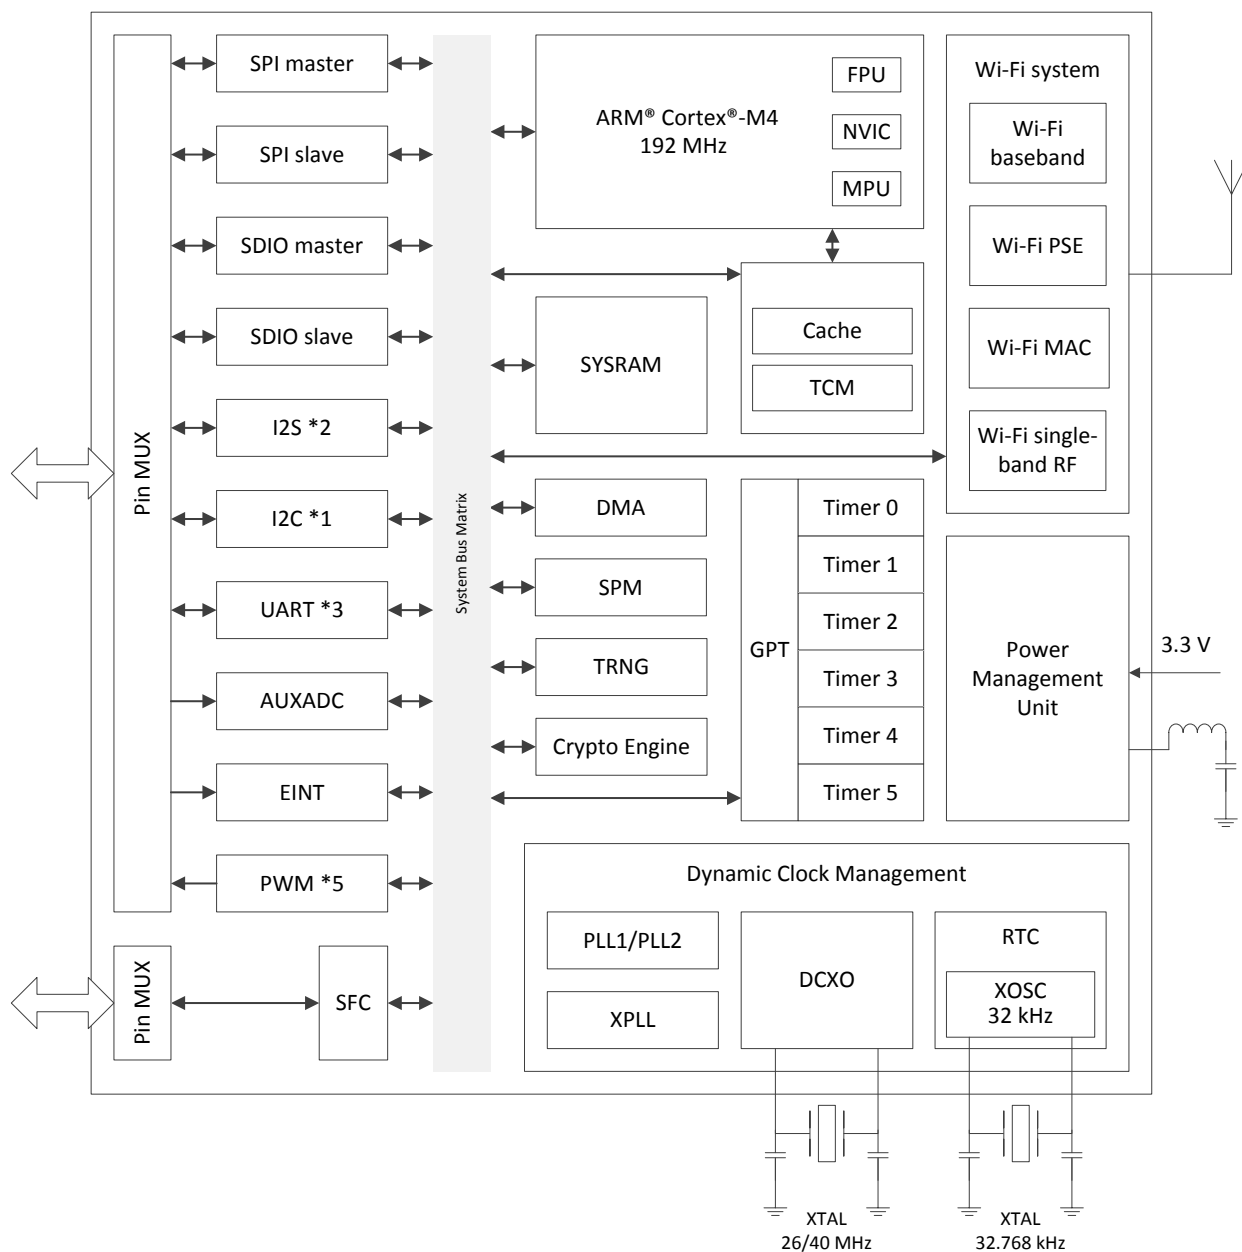 SPI master
SPI slave
SDIO master
SDIO slave
I2S *2
I2C *1
UART *3
AUXADC
EINT
PWM *5
Pin MUX
Pin MUX
SFC
System Bus Matrix
ARM® Cortex®-M4
192 MHz
FPU
NVIC
MPU
Cache
TCM
SYSRAM
DMA
SPM
TRNG
Crypto Engine
GPT
Timer 0
Timer 1
Timer 2
Timer 3
Timer 4
Timer 5
Wi-Fi system
Wi-Fi
baseband
Wi-Fi PSE
Wi-Fi MAC
Wi-Fi single-
band RF
Power
Management
Unit
3.3 V
Dynamic Clock Management
PLL1/PLL2
XPLL
DCXO
RTC
XOSC
32 kHz
XTAL
26/40 MHz
XTAL
32.768 kHz